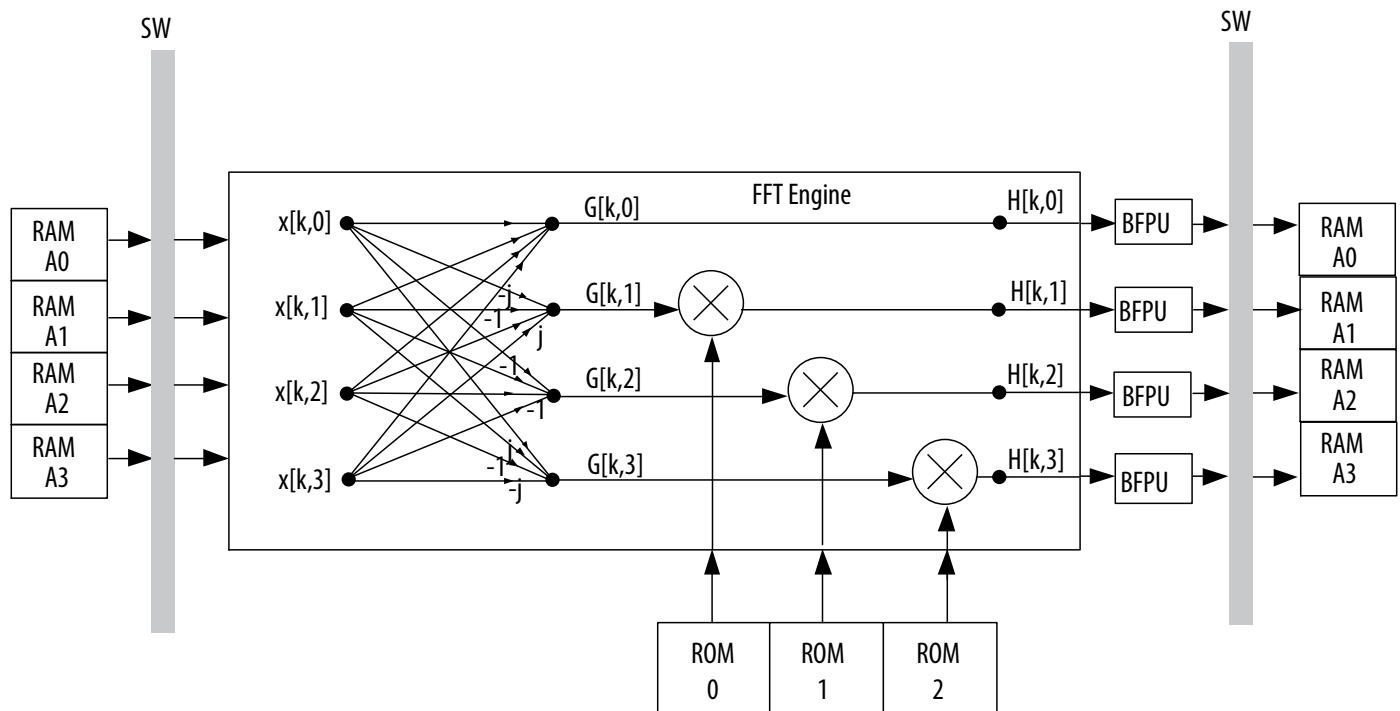 SW
SW
FFT Engine
RAM
A0
RAM
A1
RAM
A2
RAM
A3
x[k,0]
x[k,1]
x[k,2]
x[k,3]
-j
-1
j
-1
-1
j
-1
-j
G[k,0]
G[k,1]
G[k,2]
G[k,3]
H[k,0]
H[k,1]
H[k,2]
H[k,3]
BFPU
BFPU
BFPU
BFPU
RAM
A0
RAM
A1
RAM
A2
RAM
A3
ROM
0
ROM
1
ROM
2